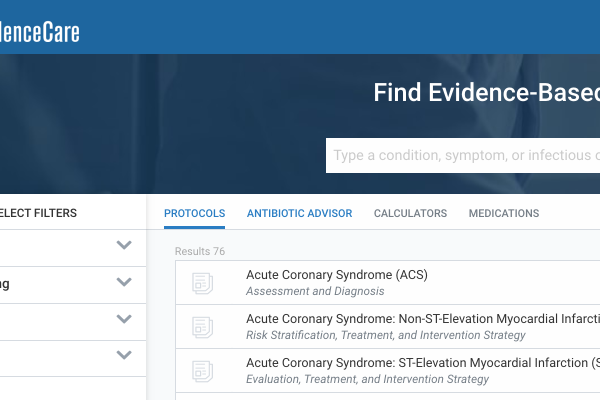 denceCare
Find Evidence-Based
Type a condition, symptom, or infectious
ELECT FILTERS
PROTOCOLS
ANTIBIOTIC ADVISOR
CALCULATORS
MEDICATIONS
Results 76
ng
Acute Coronary Syndrome (ACS)
Assessment and Diagnosis
Acute Coronary Syndrome: Non-ST-Elevation Myocardial Infarcti
Risk Stratification, Treatment, and Intervention Strategy
Acute Coronary Syndrome: ST-Elevation Myocardial Infarction (S
Evaluation, Treatment, and Intervention Strategy